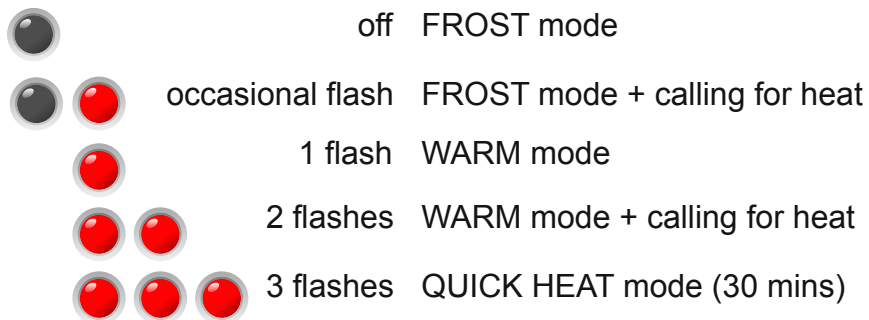 off FROST mode
occasional flash FROST mode + calling for heat
1 flash WARM mode
2 flashes WARM mode + calling for heat
3 flashes QUICK HEAT mode (30 mins)